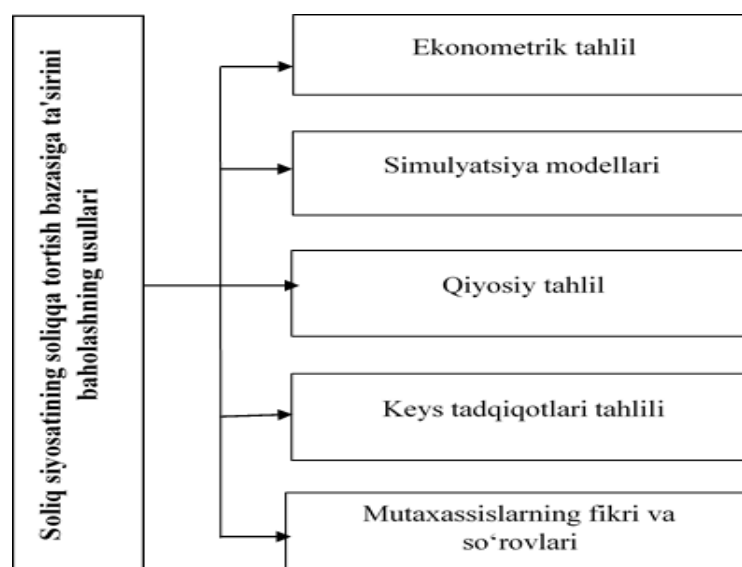 Soliq siyosatining soliqqa tortish bazasiga ta'sirini
baholashning usullari
Ekonometrik tahlil
Simulyatsiya modellari
Qiyosiy tahlil
Keys tadqiqotlari tahlili
Mutaxassislarning fikri va
so‘rovlari